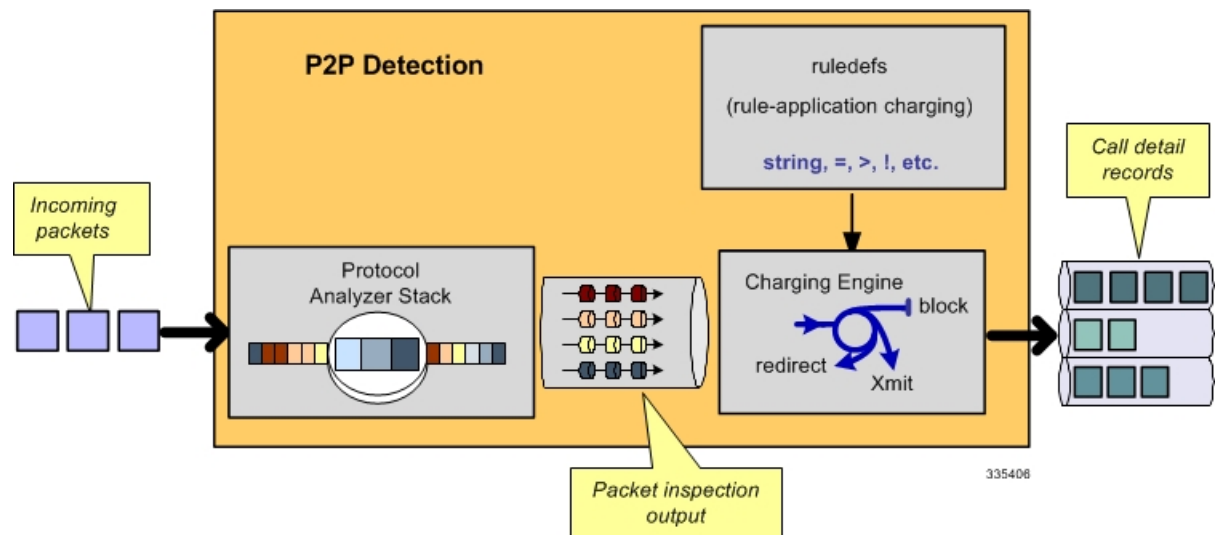 P2P Detection
ruledefs
(rule-application charging)
string, =, >, !, etc.
Call detail
records
Incoming
packets
Protocol
Analyzer Stack
Charging Engine
block
redirect
Xmit
335406
Packet inspection
output